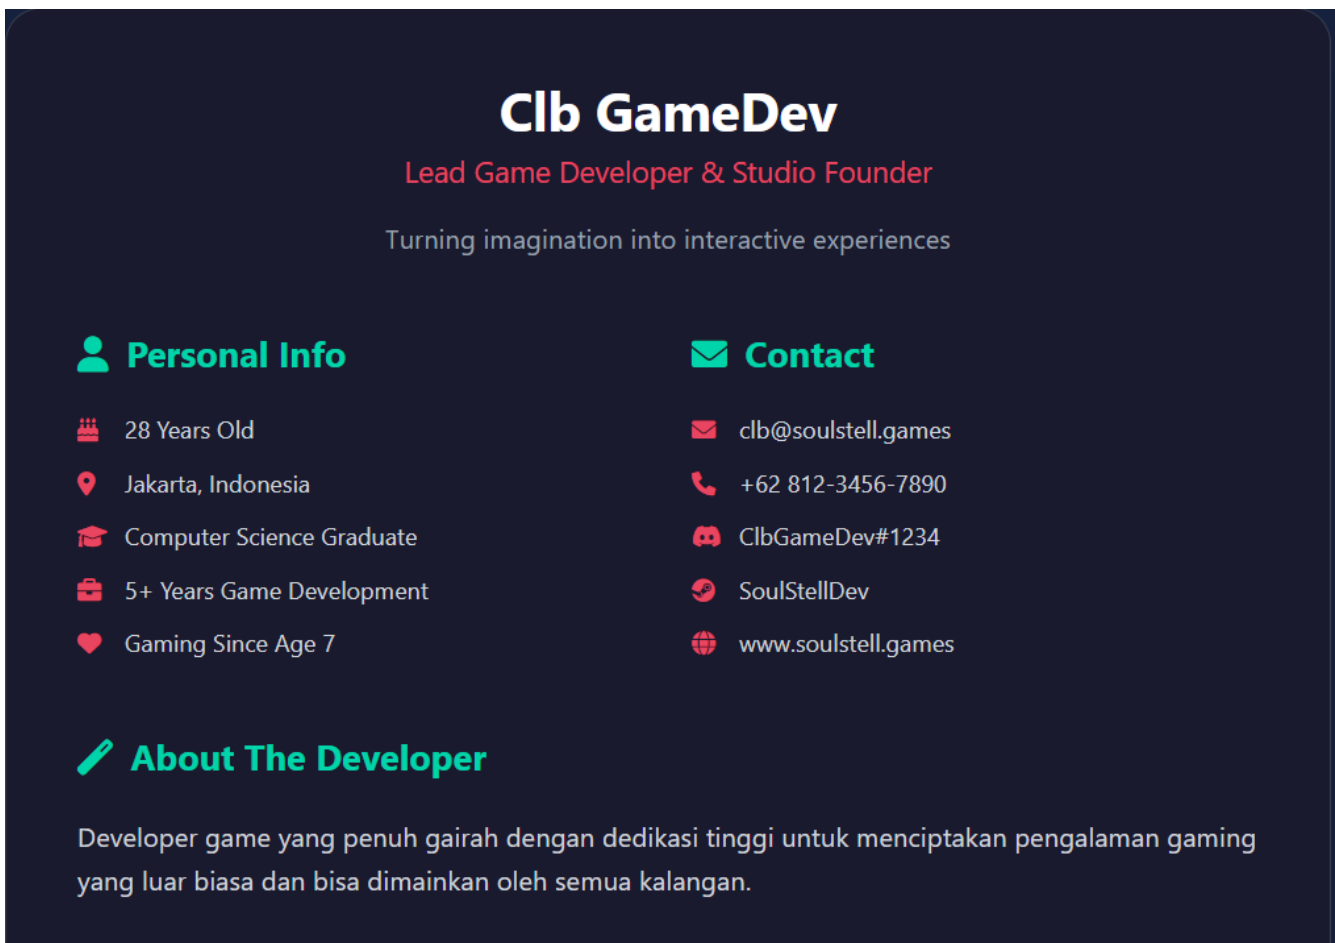 Clb GameDev
Lead Game Developer & Studio Founder
Turning imagination into interactive experiences
Personal Info
28 Years Old
Jakarta, Indonesia
Computer Science Graduate
5+ Years Game Development
Gaming Since Age 7
Contact
clb@soulstell.games
+62 812-3456-7890
ClbGameDev#1234
SoulStellDev
www.soulstell.games
About The Developer
Developer game yang penuh gairah dengan dedikasi tinggi untuk menciptakan pengalaman gaming
yang luar biasa dan bisa dimainkan oleh semua kalangan.